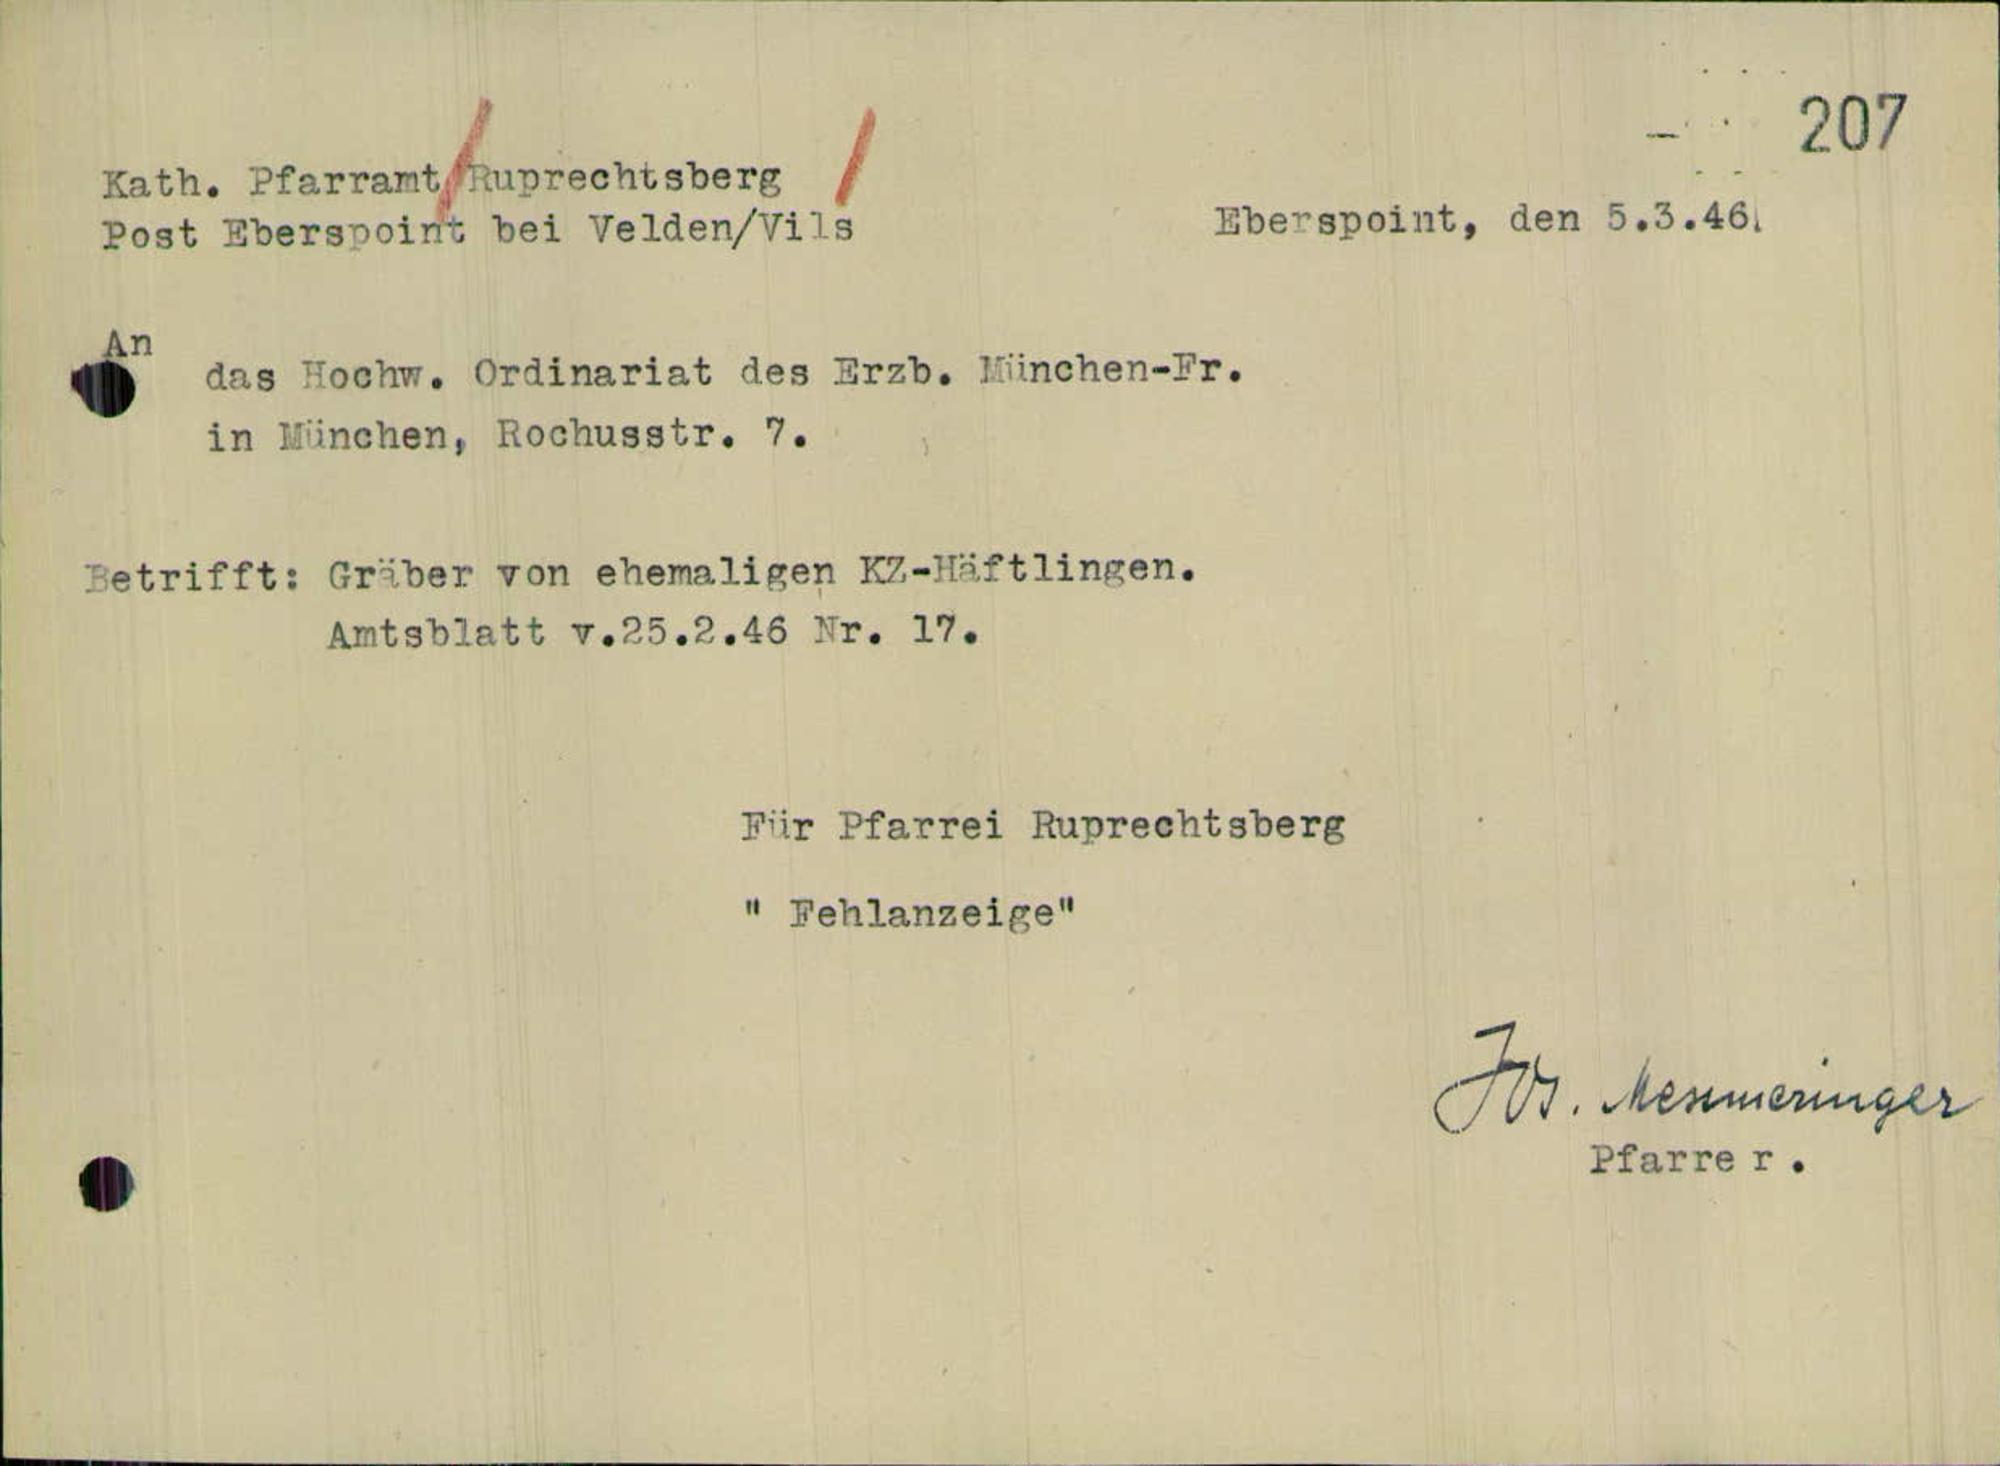 207
Kath. Pfarramt Ruprechtsberg
Post Eberspoint bei Velden/Vils
Eberspoint, den 5.3.46.
An
das Hochw. Ordinariat des Erzb. München-Fr.
in München, Rochusstr. 7.
Betrifft: Gräber von ehemaligen KZ-Häftlingen.
Amtsblatt v.25.2.46 Nr. 17.
Für Pfarrei Ruprechtsberg
" Fehlanzeige"
Jos.
Pfarre r .